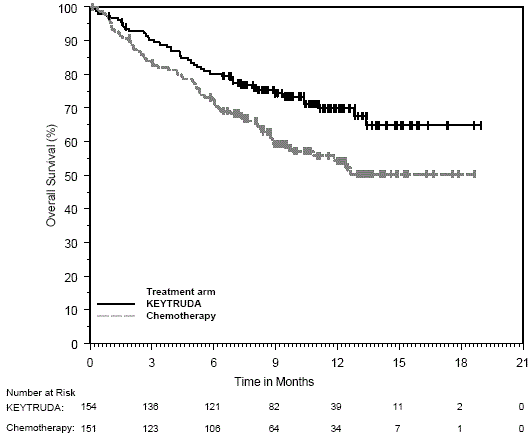 100
90
80
70
60
50
40
30
20
10
0
Overall Survival (%)
Treatment arm
KEYTRUDA
Chemotherapy
0 3 6 9 12 15 18 21
Time in Months
Number at Risk
KEYTRUDA: 154 136 121 82 39 11 2 0
Chemotherapy: 151 123 106 64 34 7 1 0